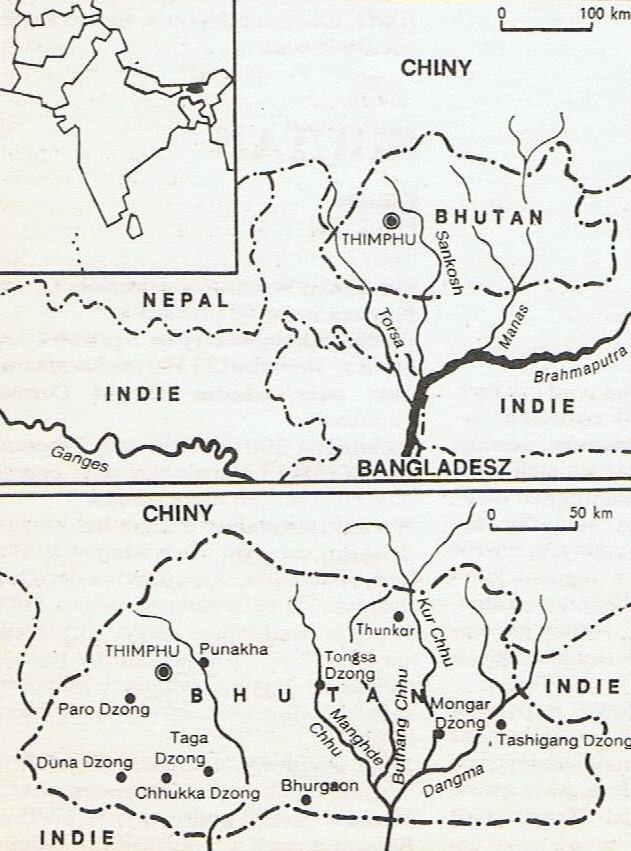 0 100 km
CHINY
BHUTAN
THIMPHU
Sankosh
NEPAL
Torsa
Manas
Brahmaputra
INDIE
INDIE
Ganges
BANGLADESZ
CHINY
0 50 km
Thunkar
Kur Chhu
THIMPHU
Punakha
Tongsa
Dzong
INDIE
BHUTAN
Paro Dzong
Mongar
Dzong
Manghde
Chhu
Buthang Chhu
Tashigang Dzong
Taga
Dzong
Duna Dzong
Chhukka Dzong
Bhurgaon
Dangma
INDIE